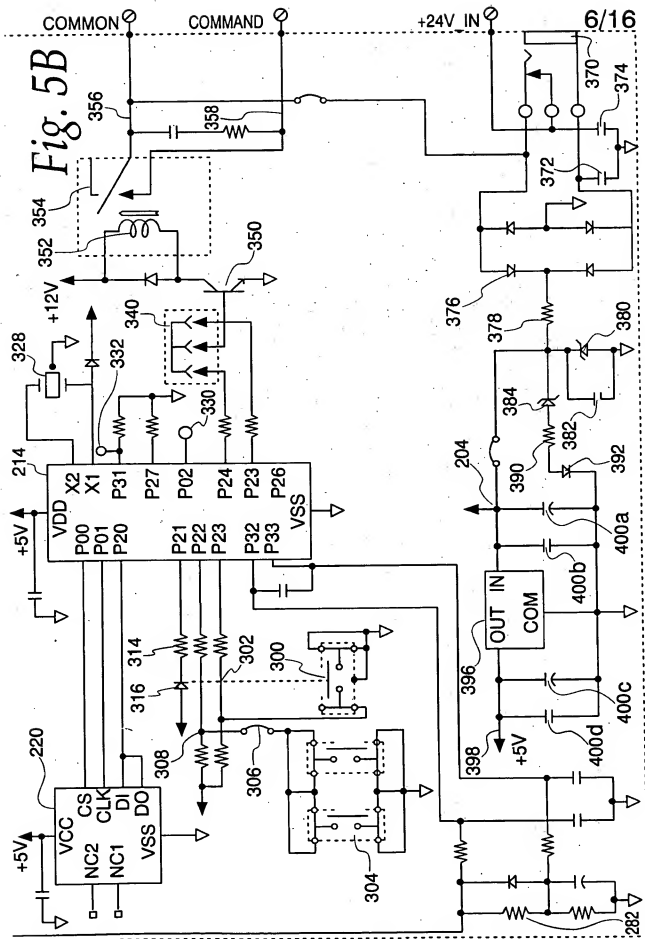 6/16
Fig. 5B
COMMON
COMMAND
+24V_IN
356
358
354
352
350
+12V
340
328
332
330
370
374
372
376
378
380
384
382
390
392
214
+5V
VDD
X2
X1
P00
P01
P20
P31
P27
P02
P21
P22
P23
P24
P23
P32
P33
P26
VSS
204
400a
400b
400c
400d
OUT IN
COM
396
398
+5V
314
316
302
300
308
306
304
220
+5V
VCC
CS
CLK
DI
DO
NC2
NC1
VSS
282